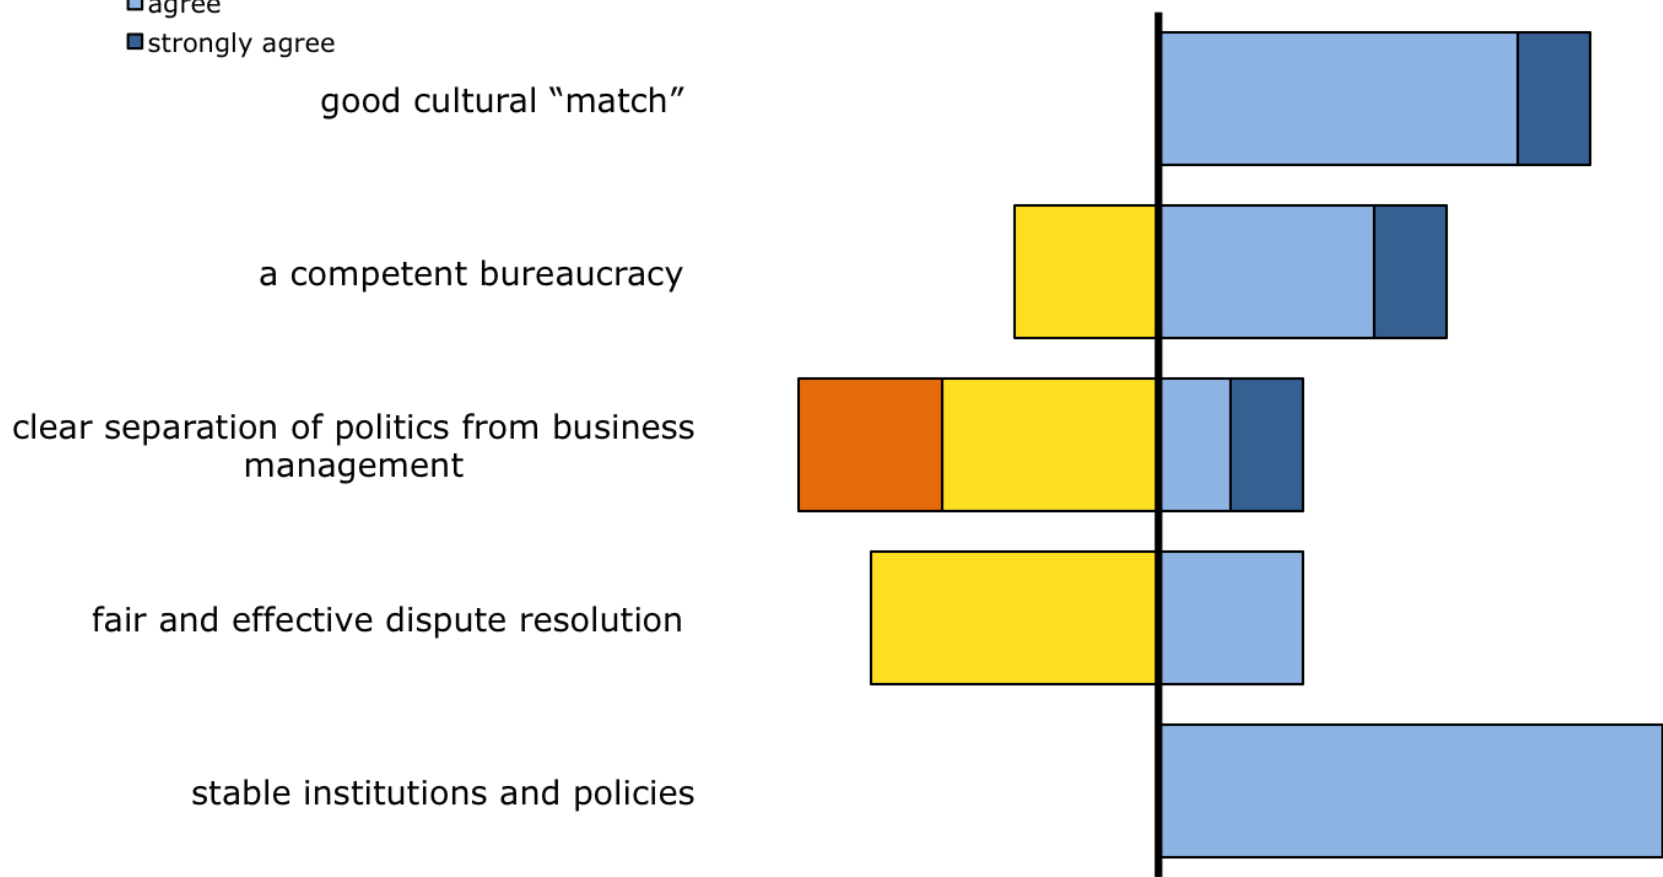 agree
strongly agree
good cultural “match”
a competent bureaucracy
clear separation of politics from business
management
fair and effective dispute resolution
stable institutions and policies